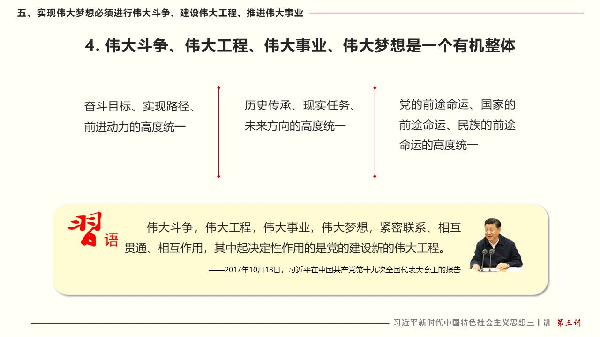 五、实现伟大梦想必须进行伟大斗争、建设伟大工程、推进伟大事业
4. 伟大斗争、伟大工程、伟大事业、伟大梦想是一个有机整体
奋斗目标、实现路径、
前进动力的高度统一
历史传承、现实任务、
未来方向的高度统一
党的前途命运、国家的
前途命运、民族的前途
命运的高度统一
習语
伟大斗争，伟大工程，伟大事业，伟大梦想，紧密联系、相互
贯通、相互作用，其中起决定性作用的是党的建设新的伟大工程。
——2017年10月18日，习近平在中国共产党第十九次全国代表大会上的报告
习近平新时代中国特色社会主义思想三十讲 第三讲